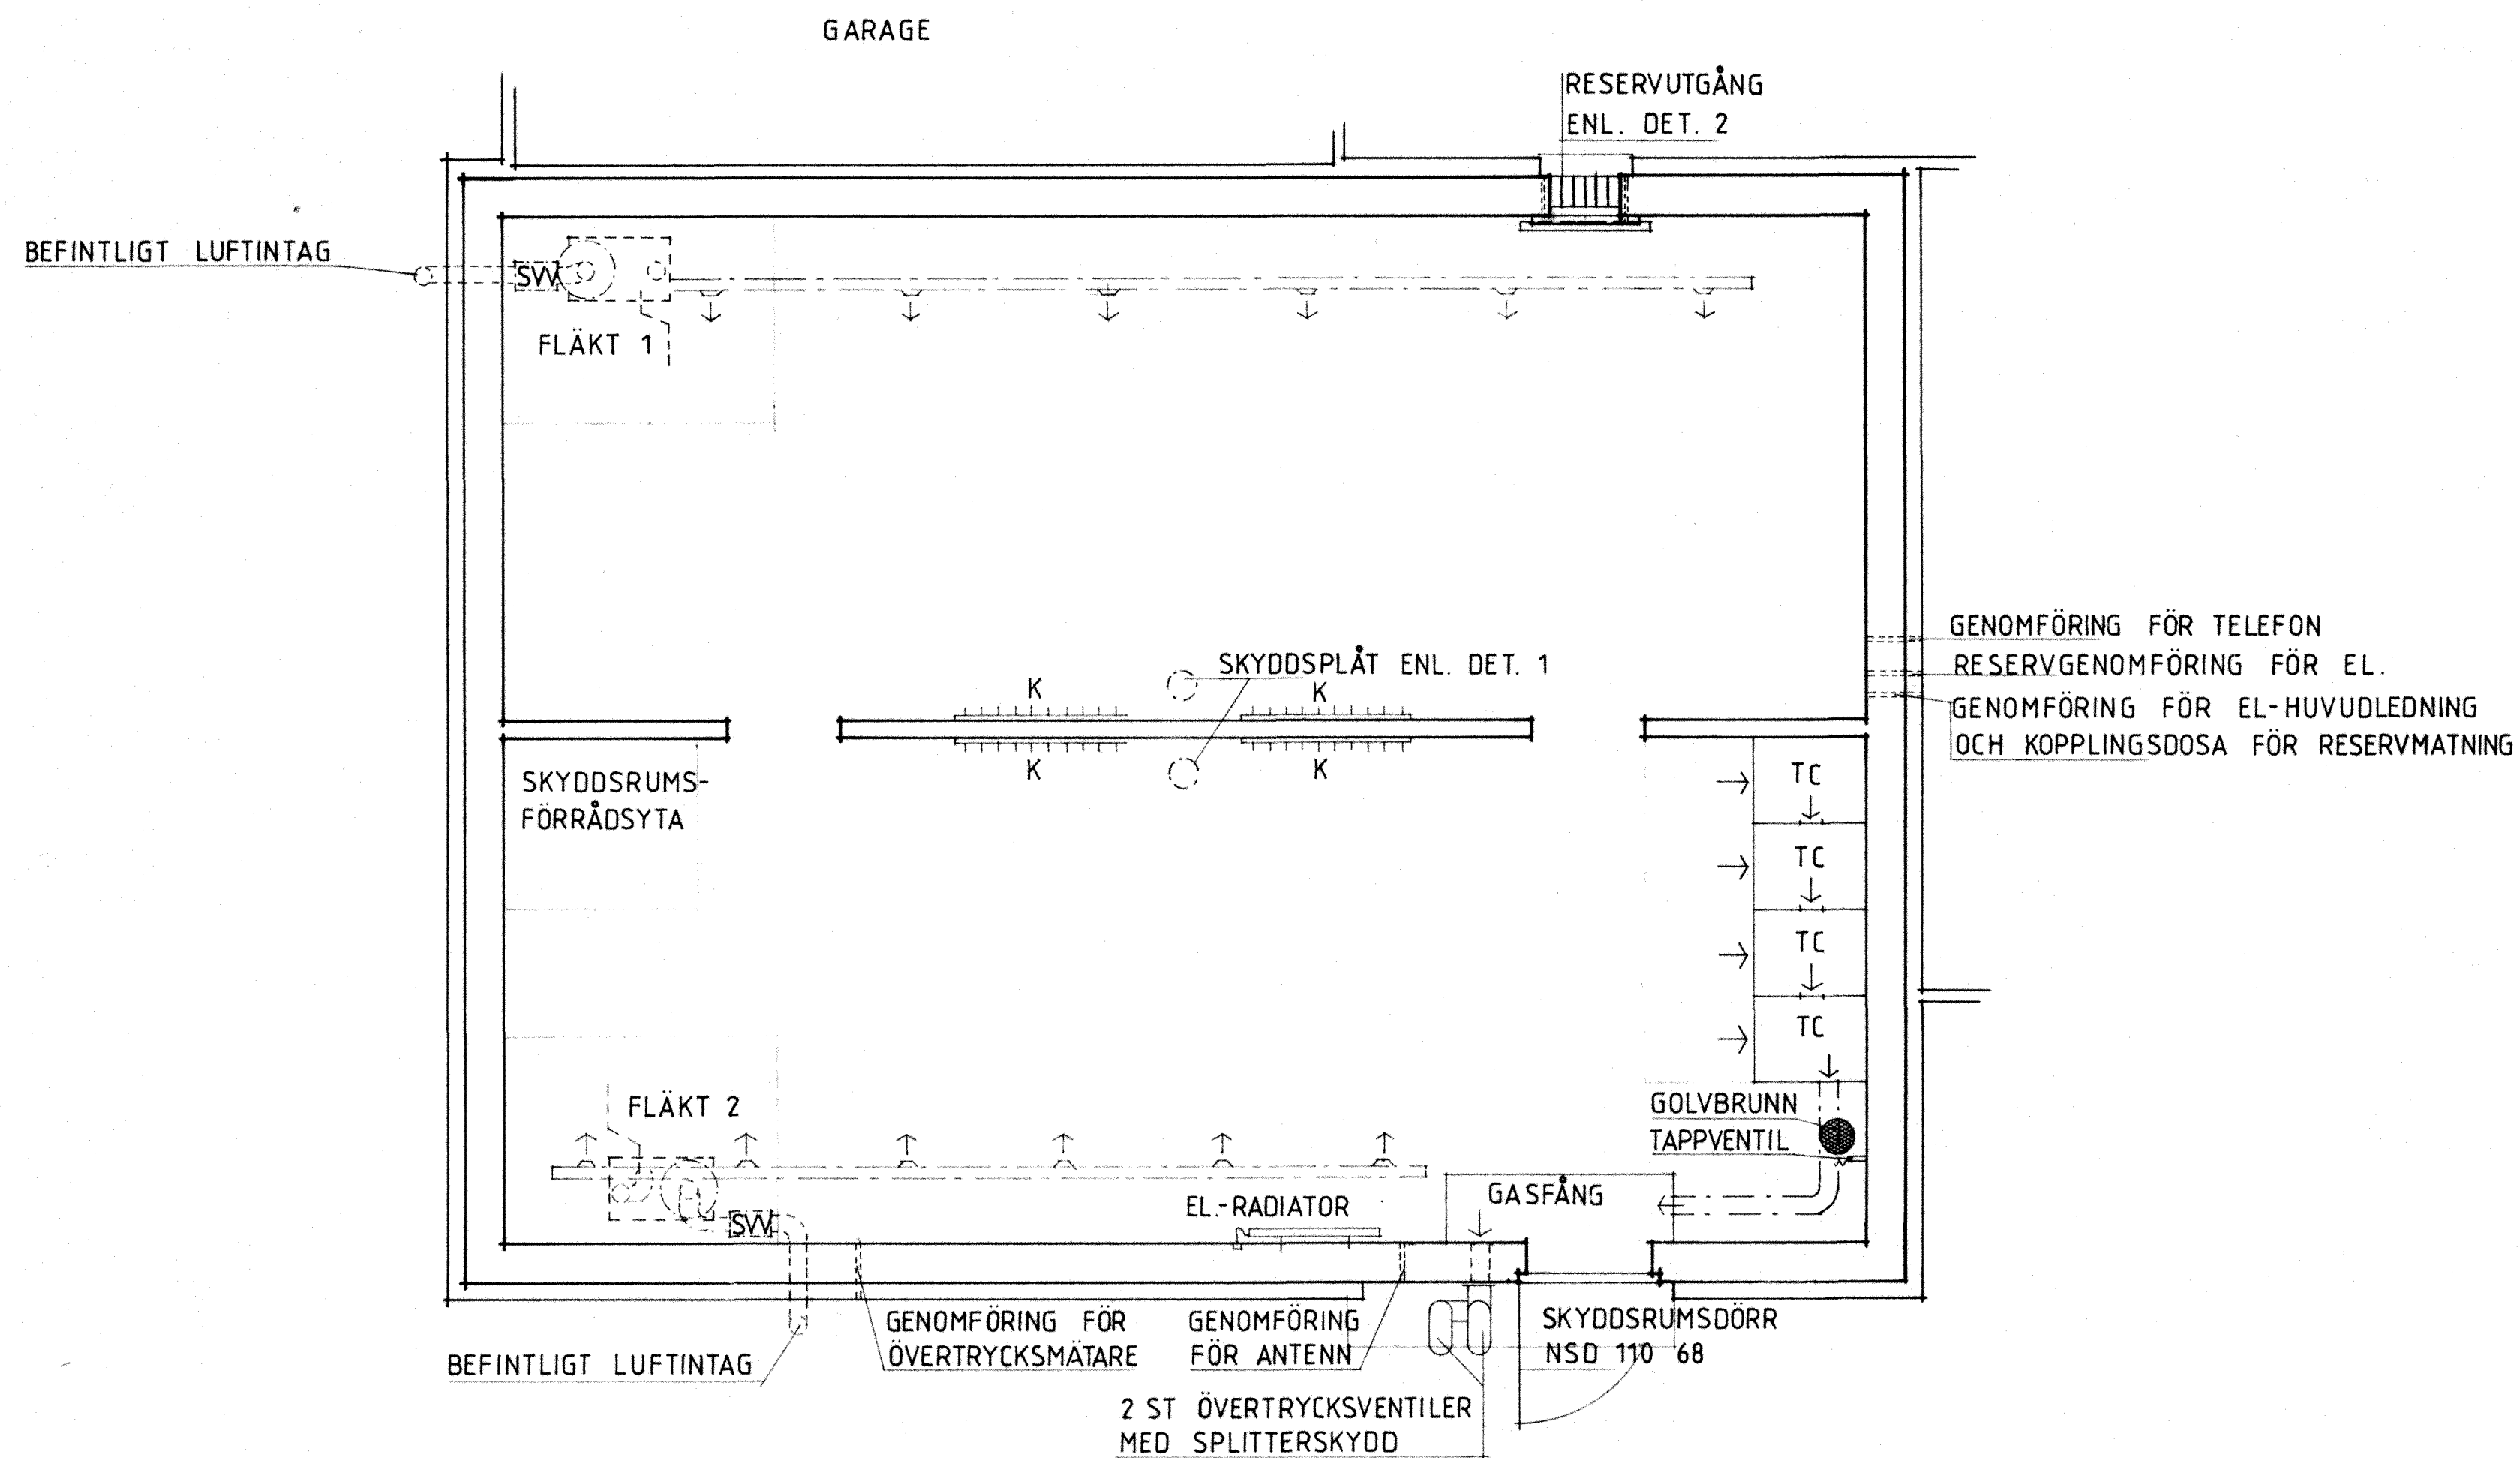 GARAGE
RESERVUTGÅNG
ENL. DET. 2
BEFINTLIGT LUFTINTAG
SW
FLÄKT 1
GENOMFÖRING FÖR TELEFON
SKYDDSPLÅT ENL. DET. 1
RESERVGENOMFÖRING FÖR EL.
K
K
GENOMFÖRING FÖR EL-HUVUDLEDNING
OCH KOPPLINGSDOSA FÖR RESERVMATNING
K
K
SKYDDSRUMS-
FÖRRÅDSYTA
TC
TC
TC
TC
FLÄKT 2
GOLVBRUNN
TAPPVENTIL
GASFÅNG
EL.-RADIATOR
SW
GENOMFÖRING FÖR
ÖVERTRYCKSMÄTARE
GENOMFÖRING
FÖR ANTENN
SKYDDSRUMSDÖRR
NSD 110 68
BEFINTLIGT LUFTINTAG
2 ST ÖVERTRYCKSVENTILER
MED SPLITTERSKYDD